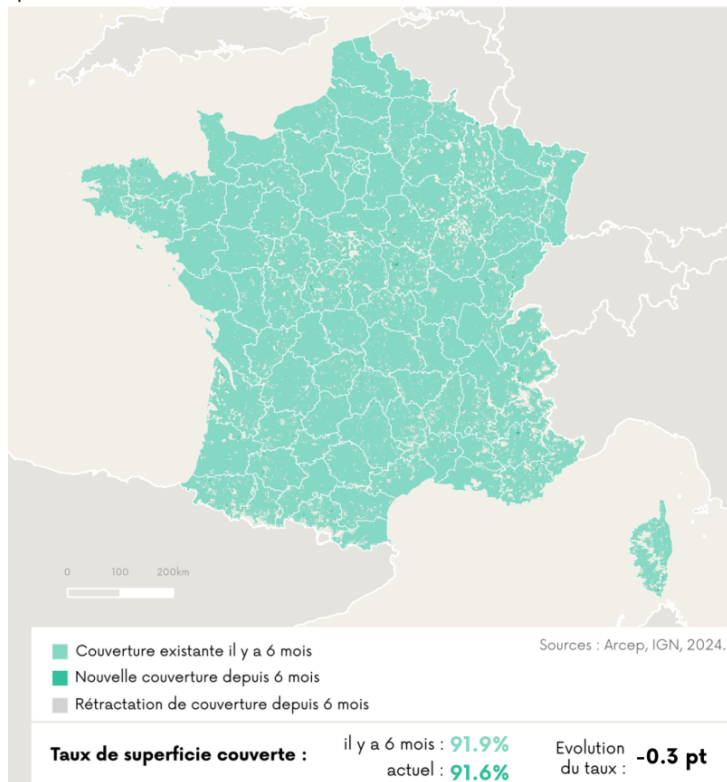 0 100 200km
Couverture existante il y a 6 mois
Sources : Arcep, IGN, 2024.
Nouvelle couverture depuis 6 mois
Rétractation de couverture depuis 6 mois
Taux de superficie couverte :
il y a 6 mois : 91.9%
actuel : 91.6%
Evolution
du taux : -0.3 pt